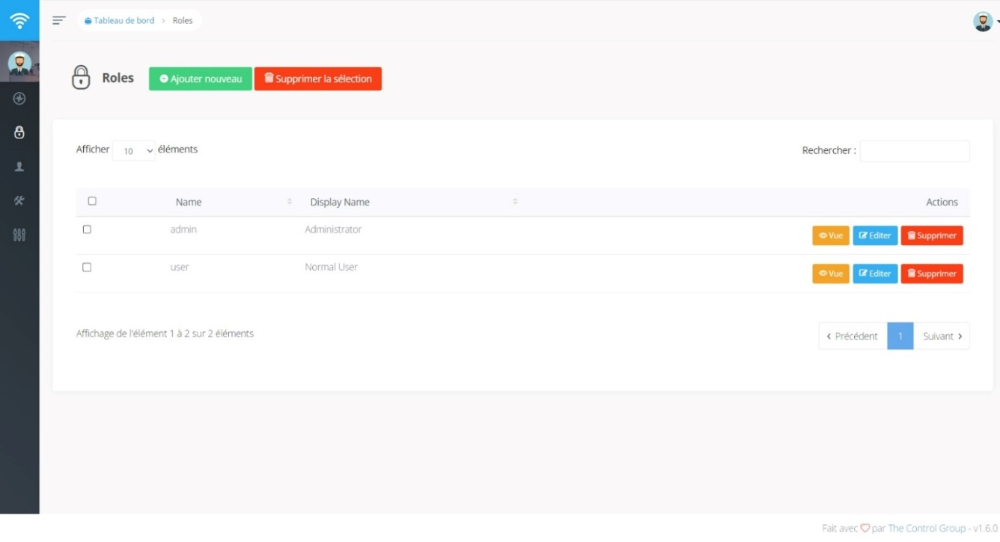 Tableau de bord > Roles
Roles Ajouter nouveau Supprimer la sélection
Afficher 10 éléments Rechercher :
Name Display Name Actions
admin Administrator Vue Editer Supprimer
user Normal User Vue Editer Supprimer
Affichage de l'élément 1 à 2 sur 2 éléments ‹ Précédent 1 Suivant ›
Fait avec par The Control Group - v1.6.0